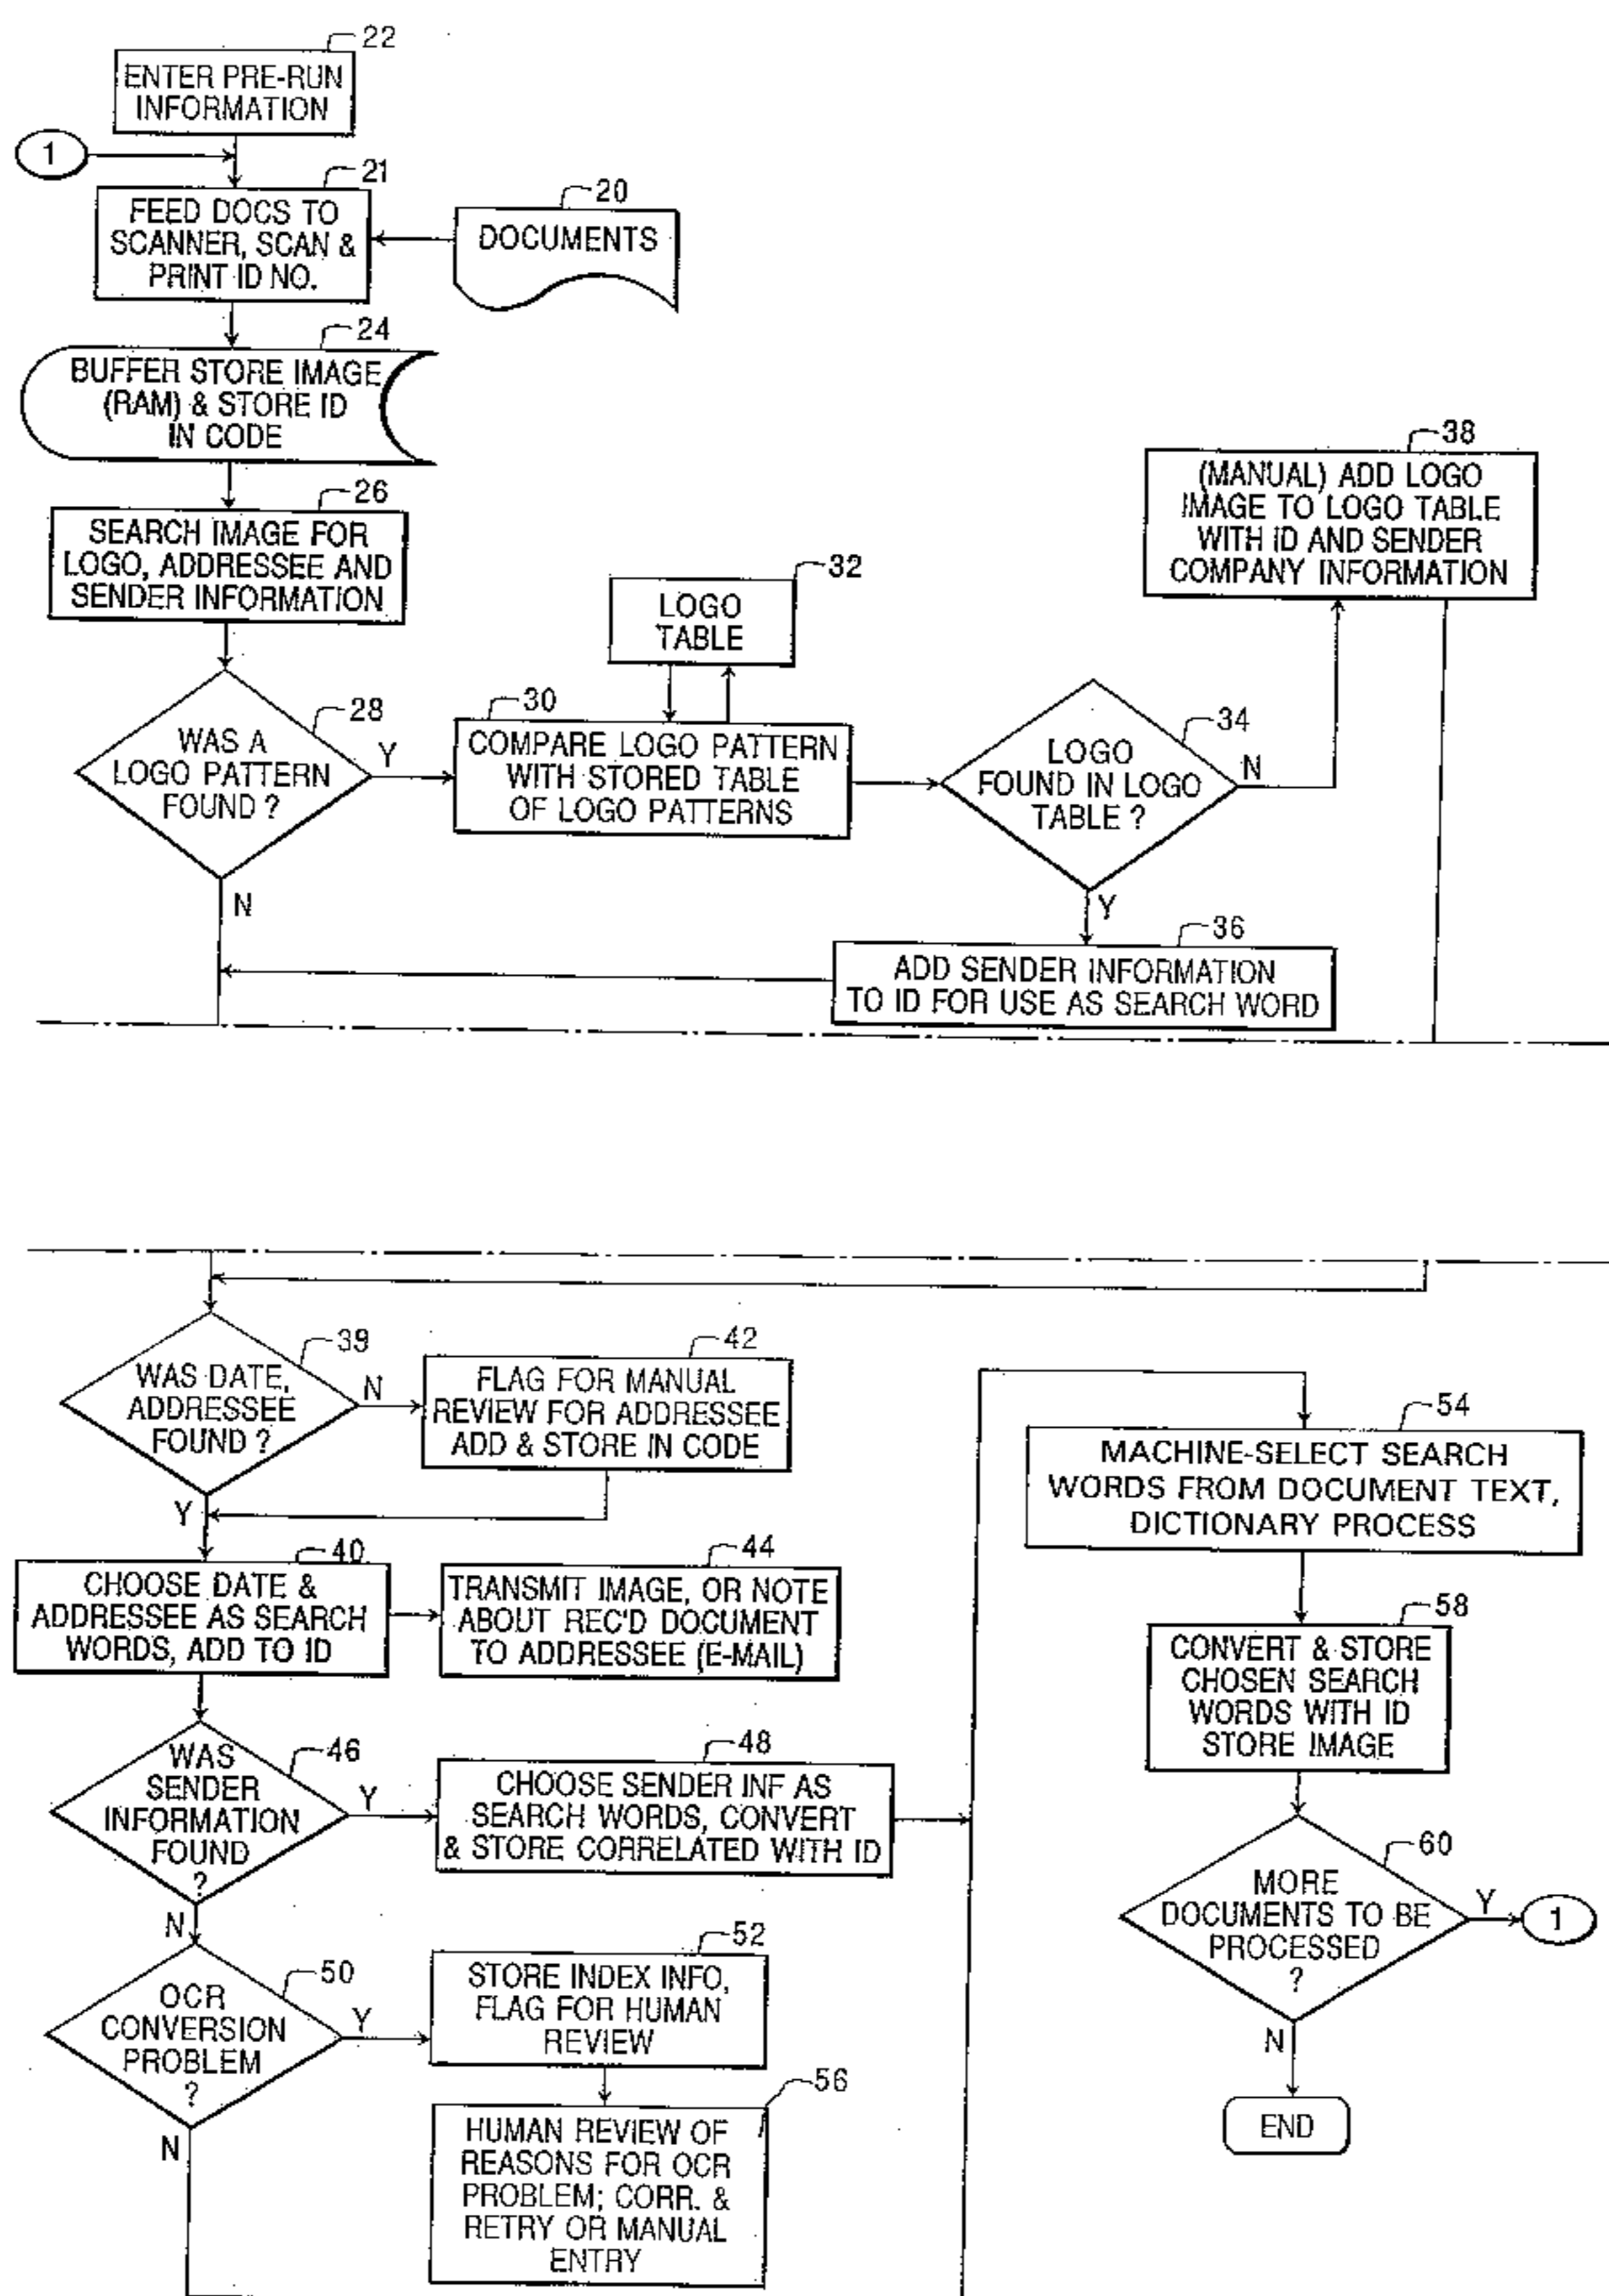 22
ENTER PRE-RUN
INFORMATION
1
21
FEED DOCS TO
SCANNER, SCAN &
PRINT ID NO.
20
DOCUMENTS
24
BUFFER STORE IMAGE
(RAM) & STORE ID
IN CODE
26
SEARCH IMAGE FOR
LOGO, ADDRESSEE AND
SENDER INFORMATION
28
WAS A
LOGO PATTERN
FOUND ?
Y
N
30
COMPARE LOGO PATTERN
WITH STORED TABLE
OF LOGO PATTERNS
32
LOGO
TABLE
34
LOGO
FOUND IN LOGO
TABLE ?
N
Y
38
(MANUAL) ADD LOGO
IMAGE TO LOGO TABLE
WITH ID AND SENDER
COMPANY INFORMATION
36
ADD SENDER INFORMATION
TO ID FOR USE AS SEARCH WORD
39
WAS DATE,
ADDRESSEE
FOUND ?
N
Y
42
FLAG FOR MANUAL
REVIEW FOR ADDRESSEE
ADD & STORE IN CODE
40
CHOOSE DATE &
ADDRESSEE AS SEARCH
WORDS, ADD TO ID
44
TRANSMIT IMAGE, OR NOTE
ABOUT REC'D DOCUMENT
TO ADDRESSEE (E-MAIL)
46
WAS
SENDER
INFORMATION
FOUND
?
Y
N
48
CHOOSE SENDER INF AS
SEARCH WORDS, CONVERT
& STORE CORRELATED WITH ID
50
OCR
CONVERSION
PROBLEM
?
Y
N
52
STORE INDEX INFO,
FLAG FOR HUMAN
REVIEW
56
HUMAN REVIEW OF
REASONS FOR OCR
PROBLEM; CORR. &
RETRY OR MANUAL
ENTRY
54
MACHINE-SELECT SEARCH
WORDS FROM DOCUMENT TEXT,
DICTIONARY PROCESS
58
CONVERT & STORE
CHOSEN SEARCH
WORDS WITH ID
STORE IMAGE
60
MORE
DOCUMENTS TO BE
PROCESSED
?
Y
1
N
END